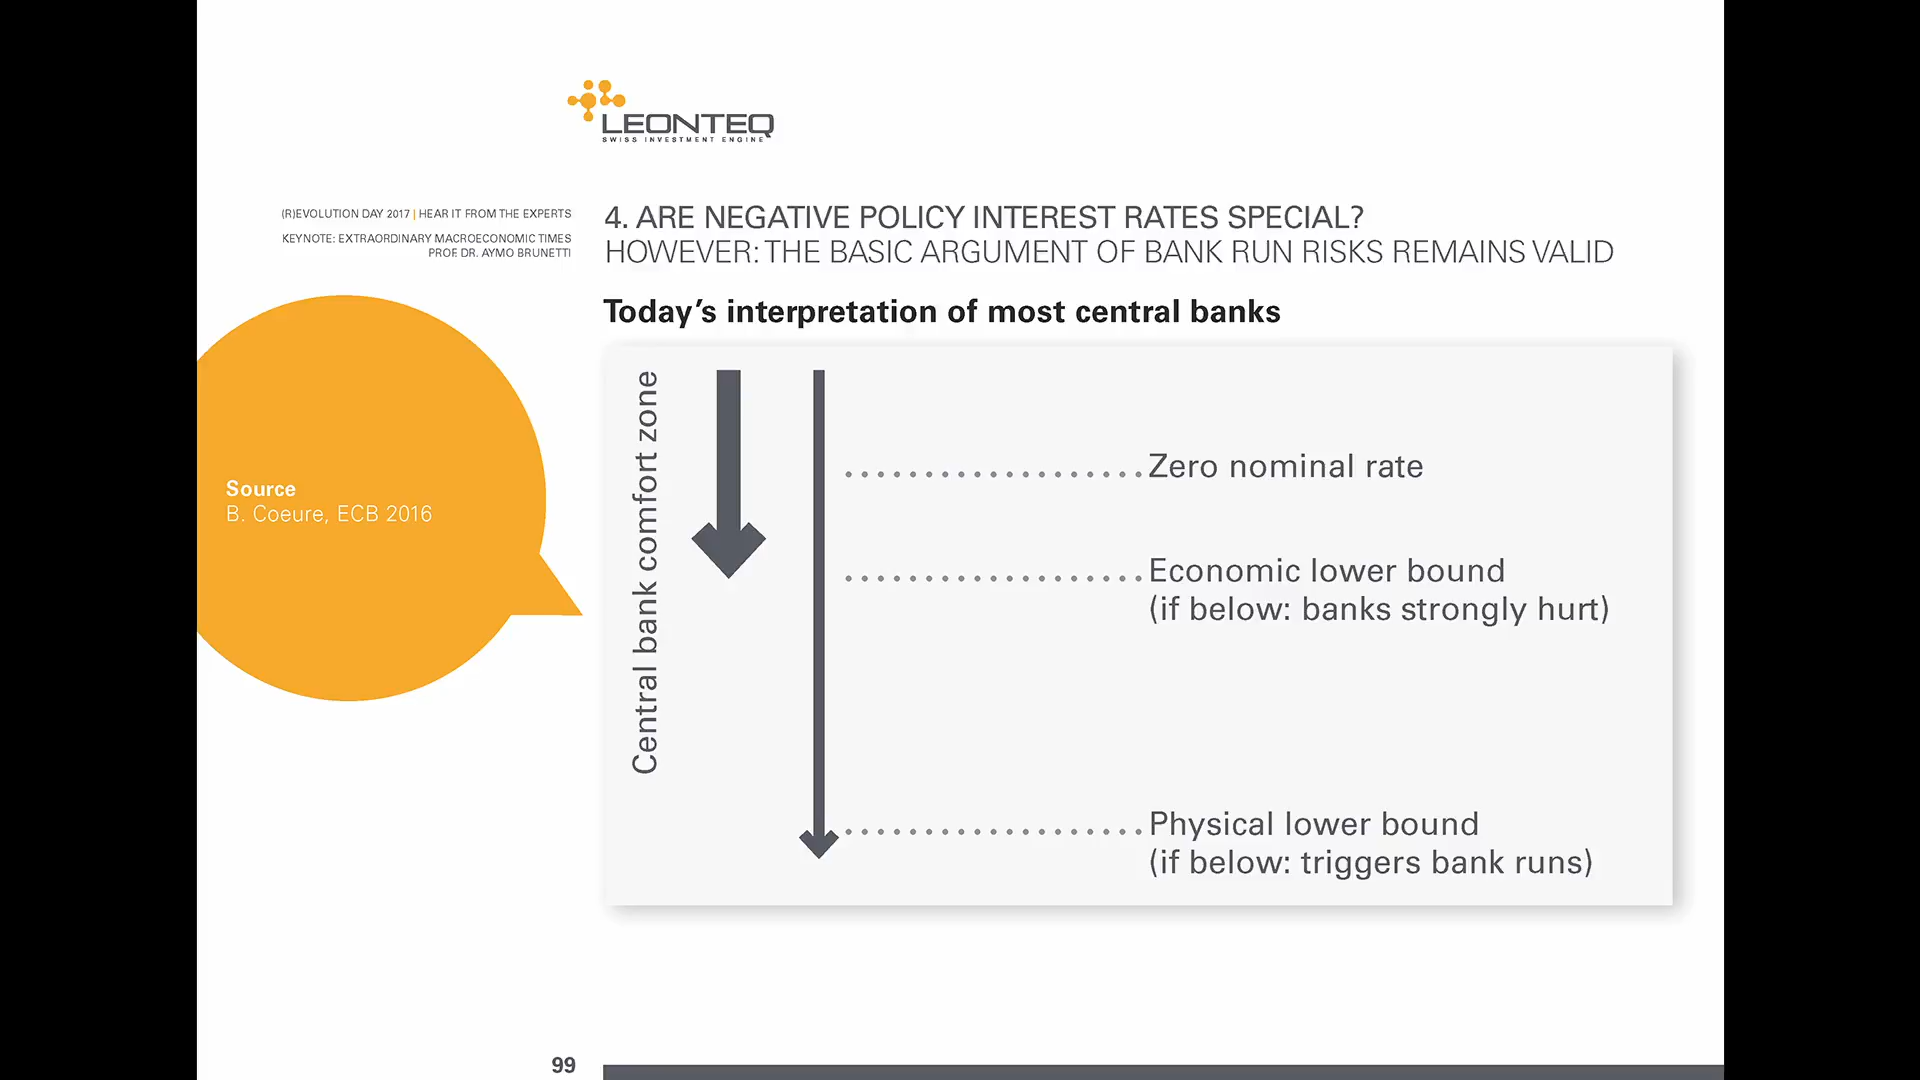 LEONTEQ
SWISS INVESTMENT ENGINE
(R)EVOLUTION DAY 2017 | HEAR IT FROM THE EXPERTS
KEYNOTE: EXTRAORDINARY MACROECONOMIC TIMES
PROF. DR. AYMO BRUNETTI
4. ARE NEGATIVE POLICY INTEREST RATES SPECIAL?
HOWEVER: THE BASIC ARGUMENT OF BANK RUN RISKS REMAINS VALID
Today’s interpretation of most central banks
Source
B. Coeure, ECB 2016
Central bank comfort zone
Zero nominal rate
Economic lower bound
(if below: banks strongly hurt)
Physical lower bound
(if below: triggers bank runs)
99